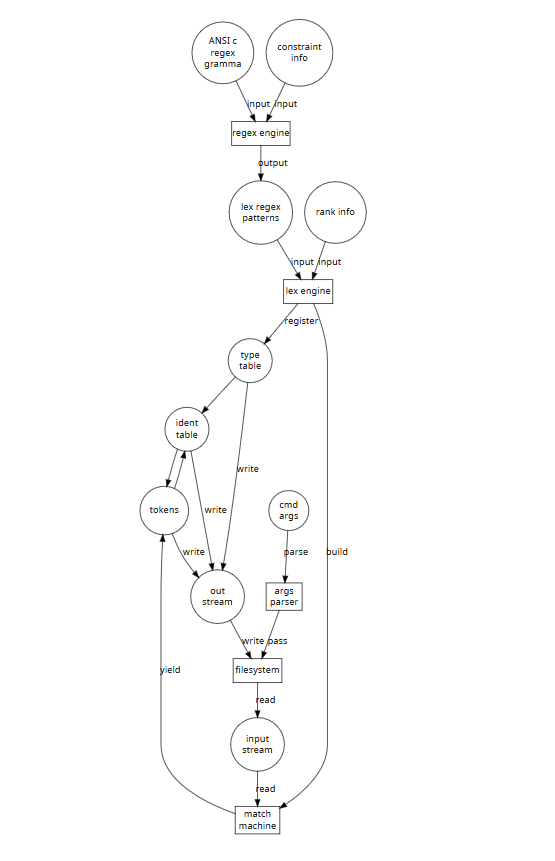 ANSI c
regex
gramma
constraint
info
input input
regex engine
output
lex regex
patterns
rank info
input input
lex engine
register
type
table
ident
table
write
tokens
write
cmd
args
write
parse
build
out
stream
args
parser
write pass
filesystem
yield
read
input
stream
read
match
machine